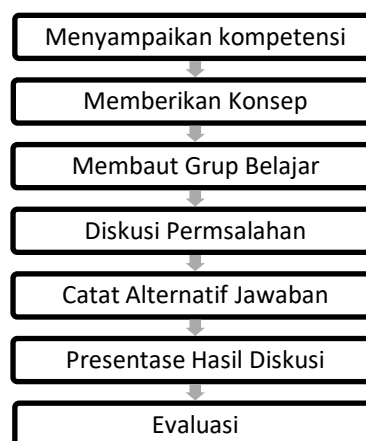 Menyampaikan kompetensi
Memberikan Konsep
Membaut Grup Belajar
Diskusi Permsalahan
Catat Alternatif Jawaban
Presentase Hasil Diskusi
Evaluasi